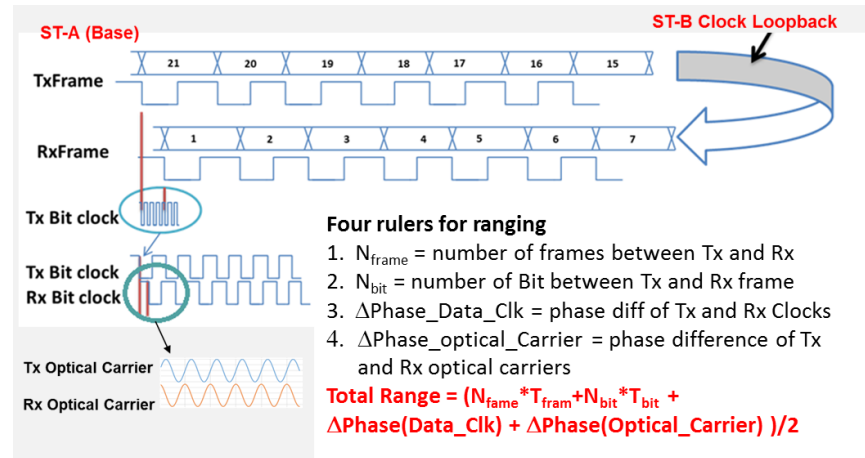 ST-A (Base)
ST-B Clock Loopback
21 20 19 18 17 16 15
TxFrame
1 2 3 4 5 6 7
RxFrame
Tx Bit clock
Tx Bit clock
Rx Bit clock
Tx Optical Carrier
Rx Optical Carrier
Four rulers for ranging
1. Nframe = number of frames between Tx and Rx
2. Nbit = number of Bit between Tx and Rx frame
3. ΔPhase_Data_Clk = phase diff of Tx and Rx Clocks
4. ΔPhase_optical_Carrier = phase difference of Tx
and Rx optical carriers
Total Range = (Nfame*Tfram+Nbit*Tbit +
ΔPhase(Data_Clk) + ΔPhase(Optical_Carrier) )/2